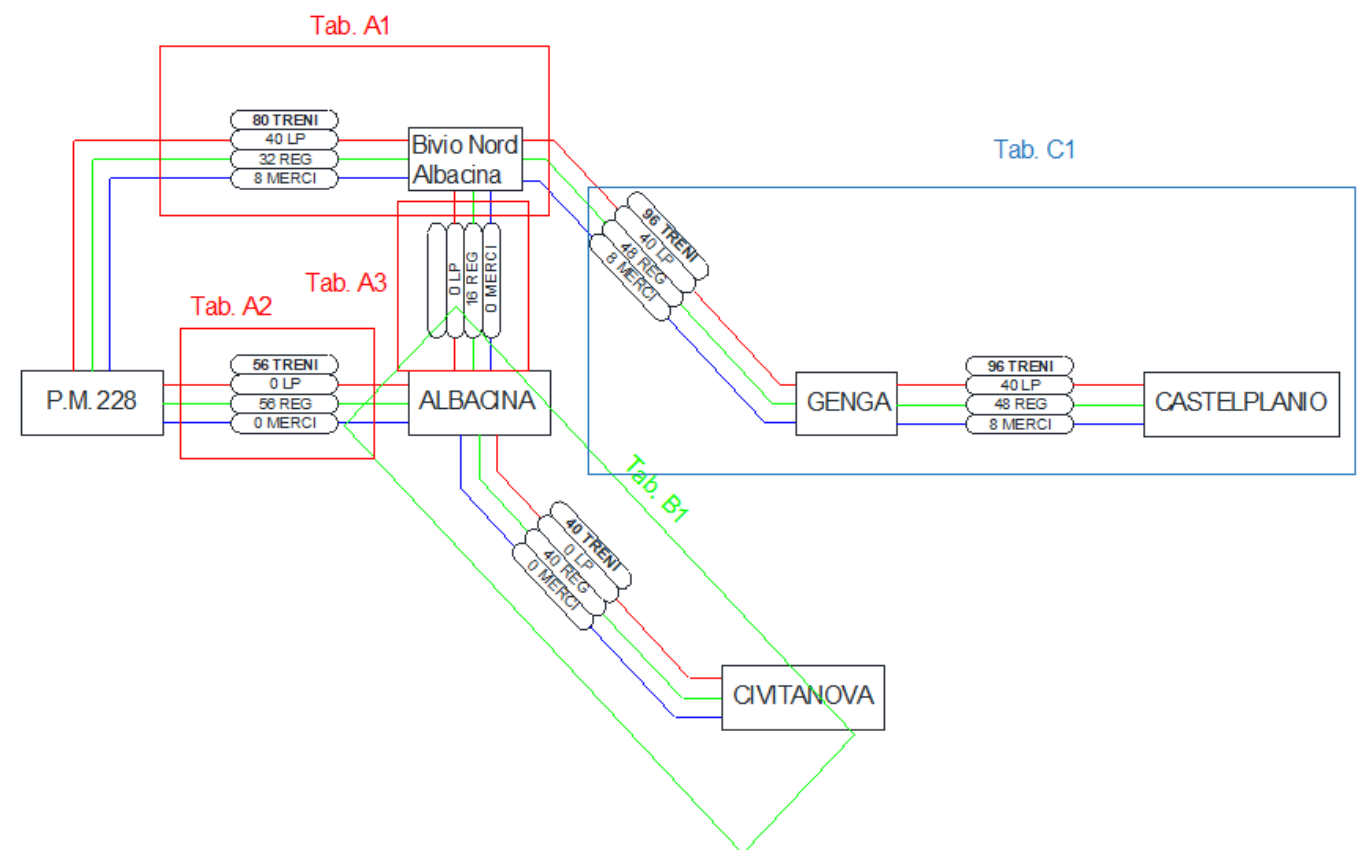 Tab. A1
80 TRENI
40 LP
32 REG
8 MERCI
Bivio Nord
Albacina
Tab. C1
96 TRENI
40 LP
48 REG
8 MERCI
Tab. A3
0 LP
16 REG
0 MERCI
Tab. A2
56 TRENI
0 LP
56 REG
0 MERCI
P.M. 228
ALBACINA
GENGA
96 TRENI
40 LP
48 REG
8 MERCI
CASTELPLANIO
Tab. B1
40 TRENI
0 LP
40 REG
0 MERCI
CIVITANOVA